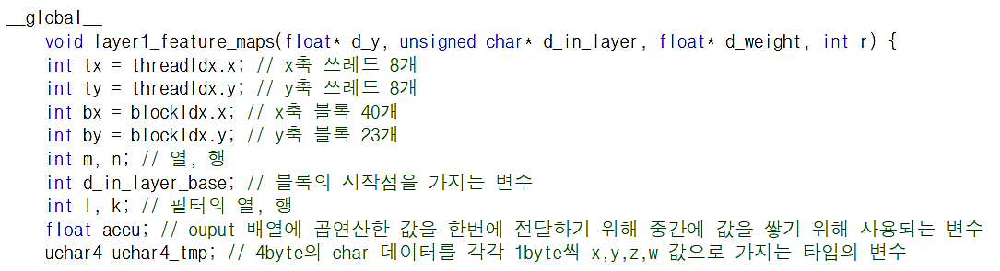 __global__
void layer1_feature_maps(float* d_y, unsigned char* d_in_layer, float* d_weight, int r) {
int tx = threadIdx.x; // x축 쓰레드 8개
int ty = threadIdx.y; // y축 쓰레드 8개
int bx = blockIdx.x; // x축 블록 40개
int by = blockIdx.y; // y축 블록 23개
int m, n; // 열, 행
int d_in_layer_base; // 블록의 시작점을 가지는 변수
int l, k; // 필터의 열, 행
float accu; // ouput 배열에 곱연산한 값을 한번에 전달하기 위해 중간에 값을 쌓기 위해 사용되는 변수
uchar4 uchar4_tmp; // 4byte의 char 데이터를 각각 1byte씩 x,y,z,w 값으로 가지는 타입의 변수